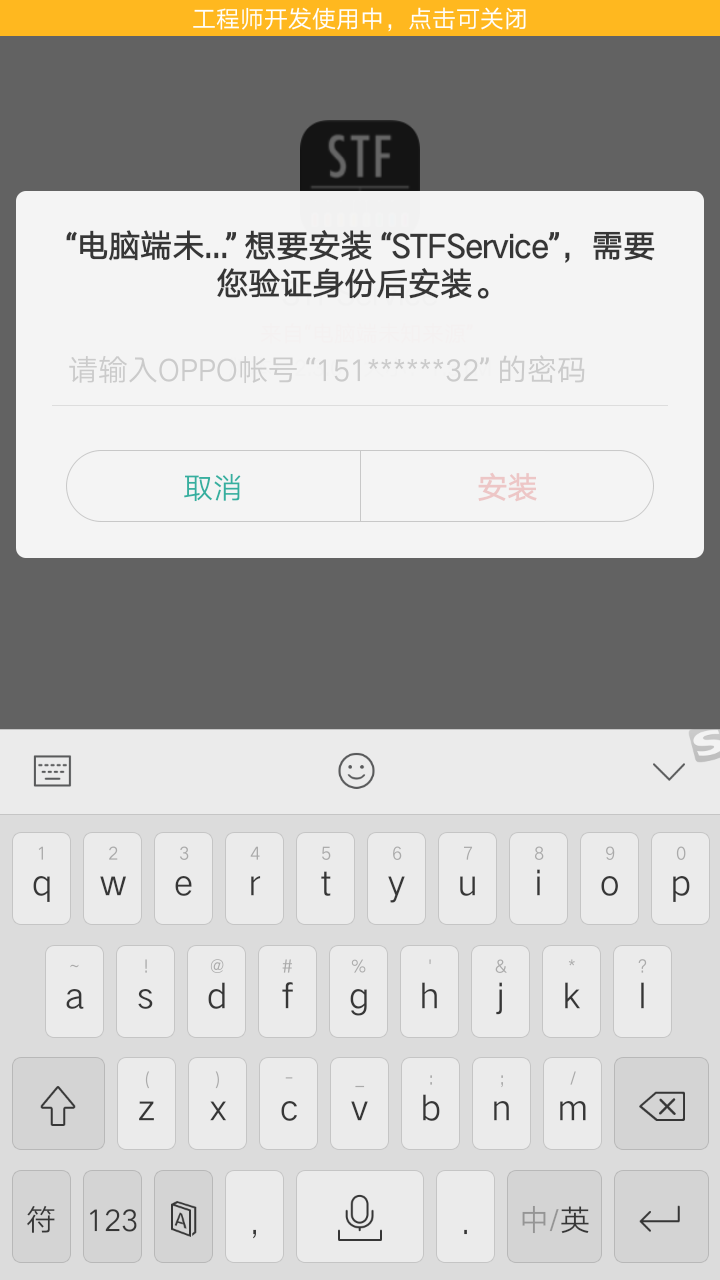 工程师开发使用中，点击可关闭
STF
“电脑端未...” 想要安装 “STFService”，需要
您验证身份后安装。
请输入OPPO帐号 “151******32” 的密码
取消 安装
S
1 2 3 4 5 6 7 8 9 0
q w e r t y u i o p
~ ! @ # % ' & * ?
a s d f g h j k l
( ) - _ : ; /
z x c v b n m
符 123 A , . 中/英